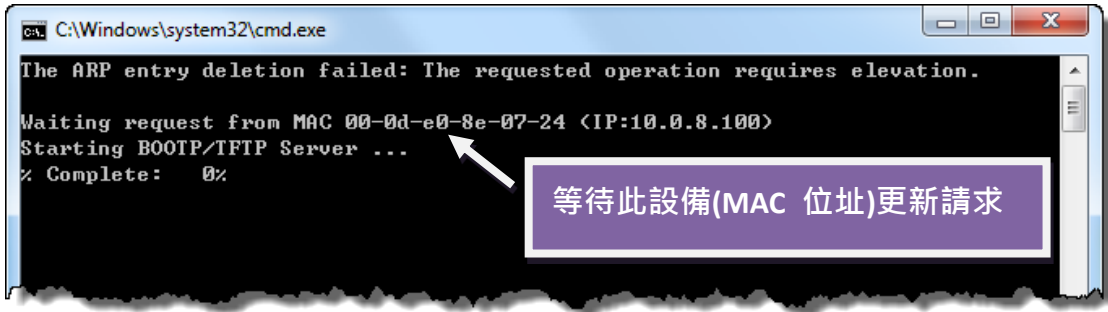 C:\Windows\system32\cmd.exe
The ARP entry deletion failed: The requested operation requires elevation.
Waiting request from MAC 00-0d-e0-8e-07-24 (IP:10.0.8.100)
Starting BOOTP/TFTP Server ...
% Complete:   0%
等待此設備(MAC 位址)更新請求